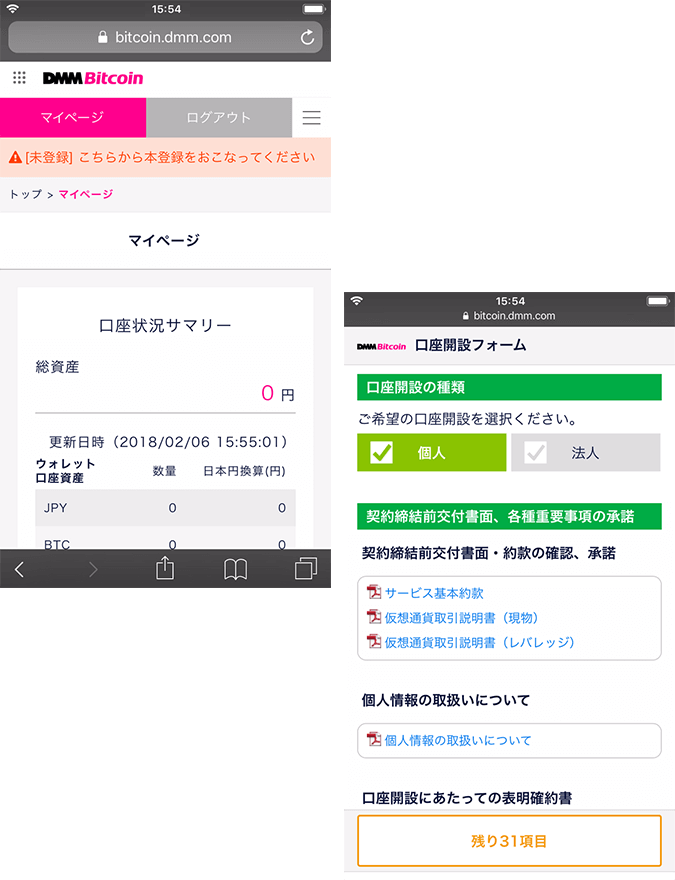 15:54
bitcoin.dmm.com
DMM Bitcoin
マイページ
ログアウト
[未登録] こちらから本登録をおこなってください
トップ > マイページ
マイページ
口座状況サマリー
総資産
0 円
更新日時（2018/02/06 15:55:01）
ウォレット
口座資産
数量
日本円換算(円)
JPY 0 0
BTC 0 0
15:54
bitcoin.dmm.com
DMM Bitcoin 口座開設フォーム
口座開設の種類
ご希望の口座開設を選択ください。
個人
法人
契約締結前交付書面、各種重要事項の承諾
契約締結前交付書面・約款の確認、承諾
サービス基本約款
仮想通貨取引説明書（現物）
仮想通貨取引説明書（レバレッジ）
個人情報の取扱いについて
個人情報の取扱いについて
口座開設にあたっての表明確約書
残り31項目